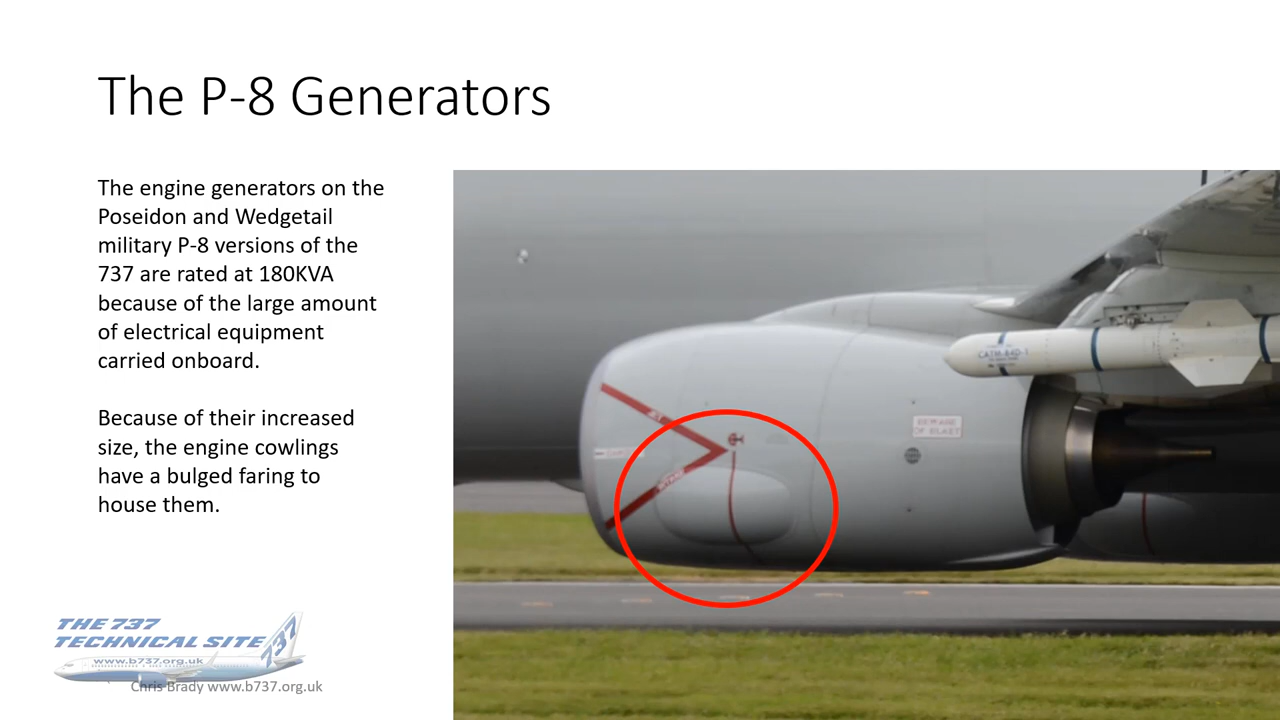 The P-8 Generators
The engine generators on the
Poseidon and Wedgetail
military P-8 versions of the
737 are rated at 180KVA
because of the large amount
of electrical equipment
carried onboard.
Because of their increased
size, the engine cowlings
have a bulged faring to
house them.
CATM-84D-1
BEWARE
OF BLAST
THE 737
TECHNICAL SITE
737
www.b737.org.uk
Chris Brady www.b737.org.uk